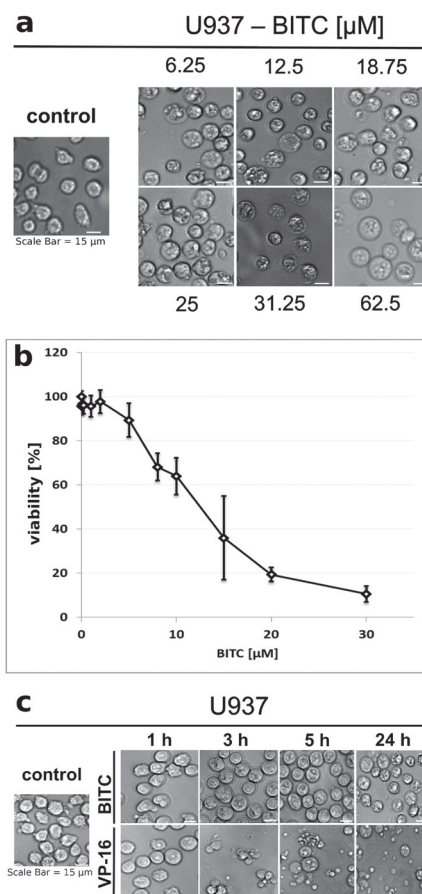 a
U937 – BITC [µM]
6.25 12.5 18.75
control
Scale Bar = 15 µm
25 31.25 62.5
b
120
100
80
60
40
20
0
viability [%]
0 10 20 30
BITC [µM]
c
U937
1 h 3 h 5 h 24 h
control
BITC
VP-16
Scale Bar = 15 µm